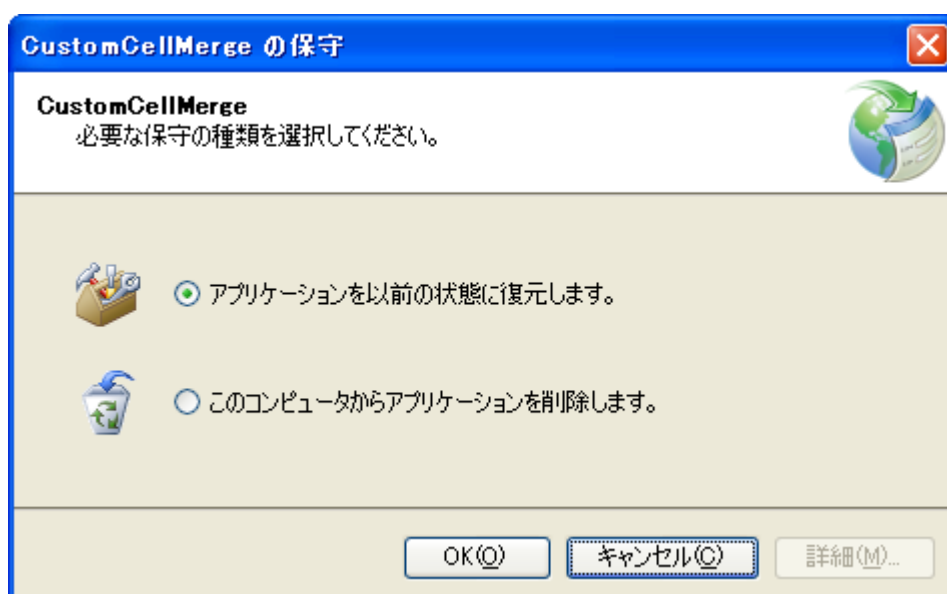 CustomCellMerge の保守
CustomCellMerge
必要な保守の種類を選択してください。
アプリケーションを以前の状態に復元します。
このコンピュータからアプリケーションを削除します。
OK(O)
キャンセル(C)
詳細(M)...